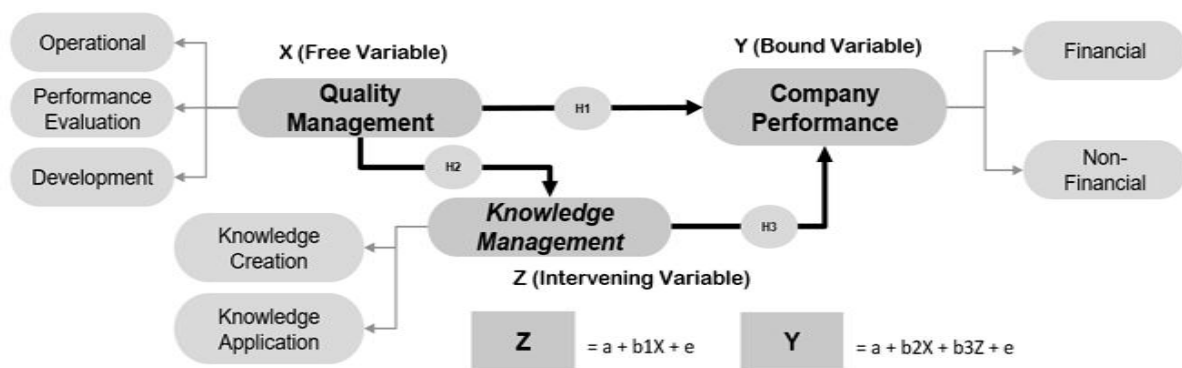 Operational
Performance
Evaluation
Development
X (Free Variable)
Quality
Management
H1
H2
Y (Bound Variable)
Company
Performance
Financial
Non-
Financial
Knowledge
Management
H3
Z (Intervening Variable)
Knowledge
Creation
Knowledge
Application
Z = a + b1X + e
Y = a + b2X + b3Z + e